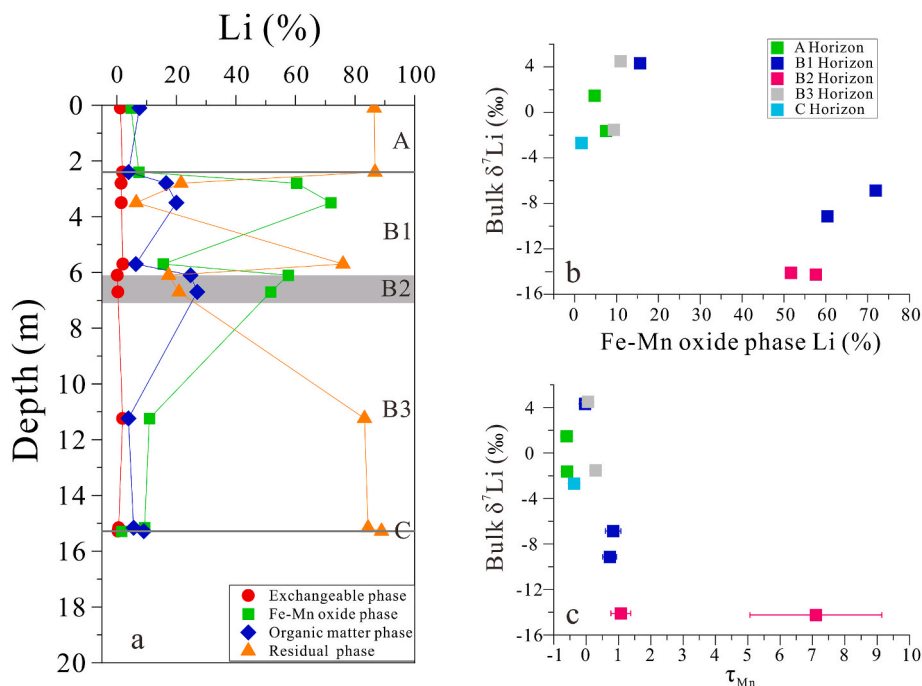 a
Li (%)
0 20 40 60 80 100
0
2
4
6
8
10
12
14
16
18
20
Depth (m)
A
B1
B2
B3
C
Exchangeable phase
Fe-Mn oxide phase
Organic matter phase
Residual phase
a
A Horizon
B1 Horizon
B2 Horizon
B3 Horizon
C Horizon
4
0
-4
-8
-12
-16
Bulk δ⁷Li (‰)
b
0 10 20 30 40 50 60 70 80
Fe-Mn oxide phase Li (%)
4
0
-4
-8
-12
-16
Bulk δ⁷Li (‰)
c
-1 0 1 2 3 4 5 6 7 8 9 10
τMn